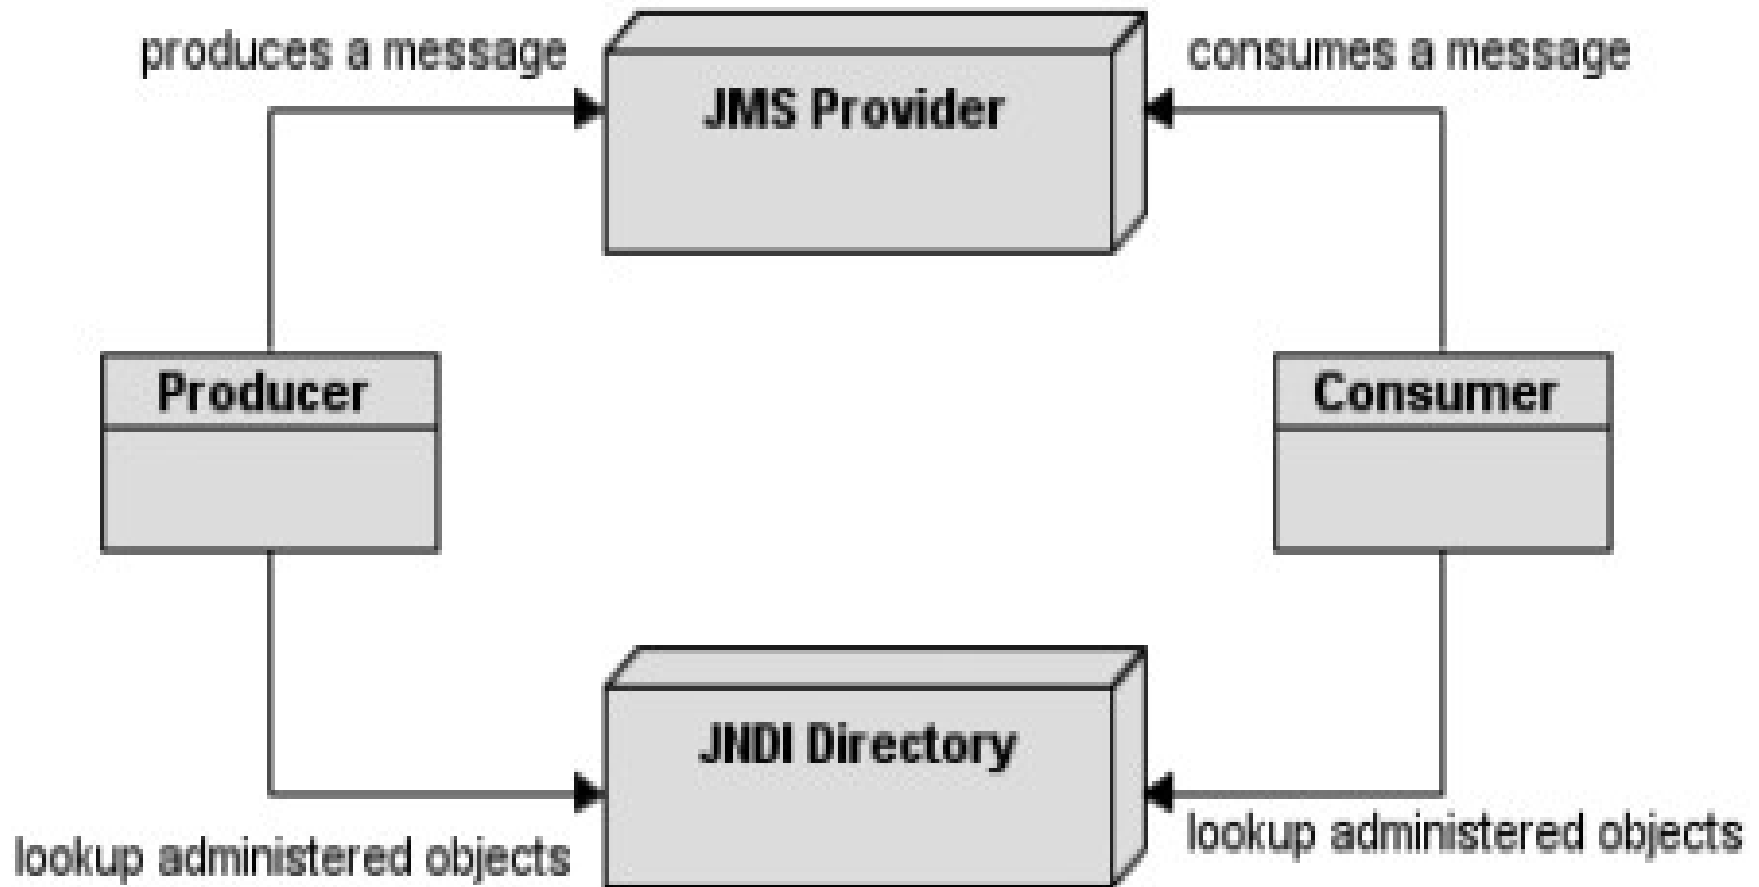 produces a message
consumes a message
JMS Provider
Producer
Consumer
JNDI Directory
lookup administered objects
lookup administered objects